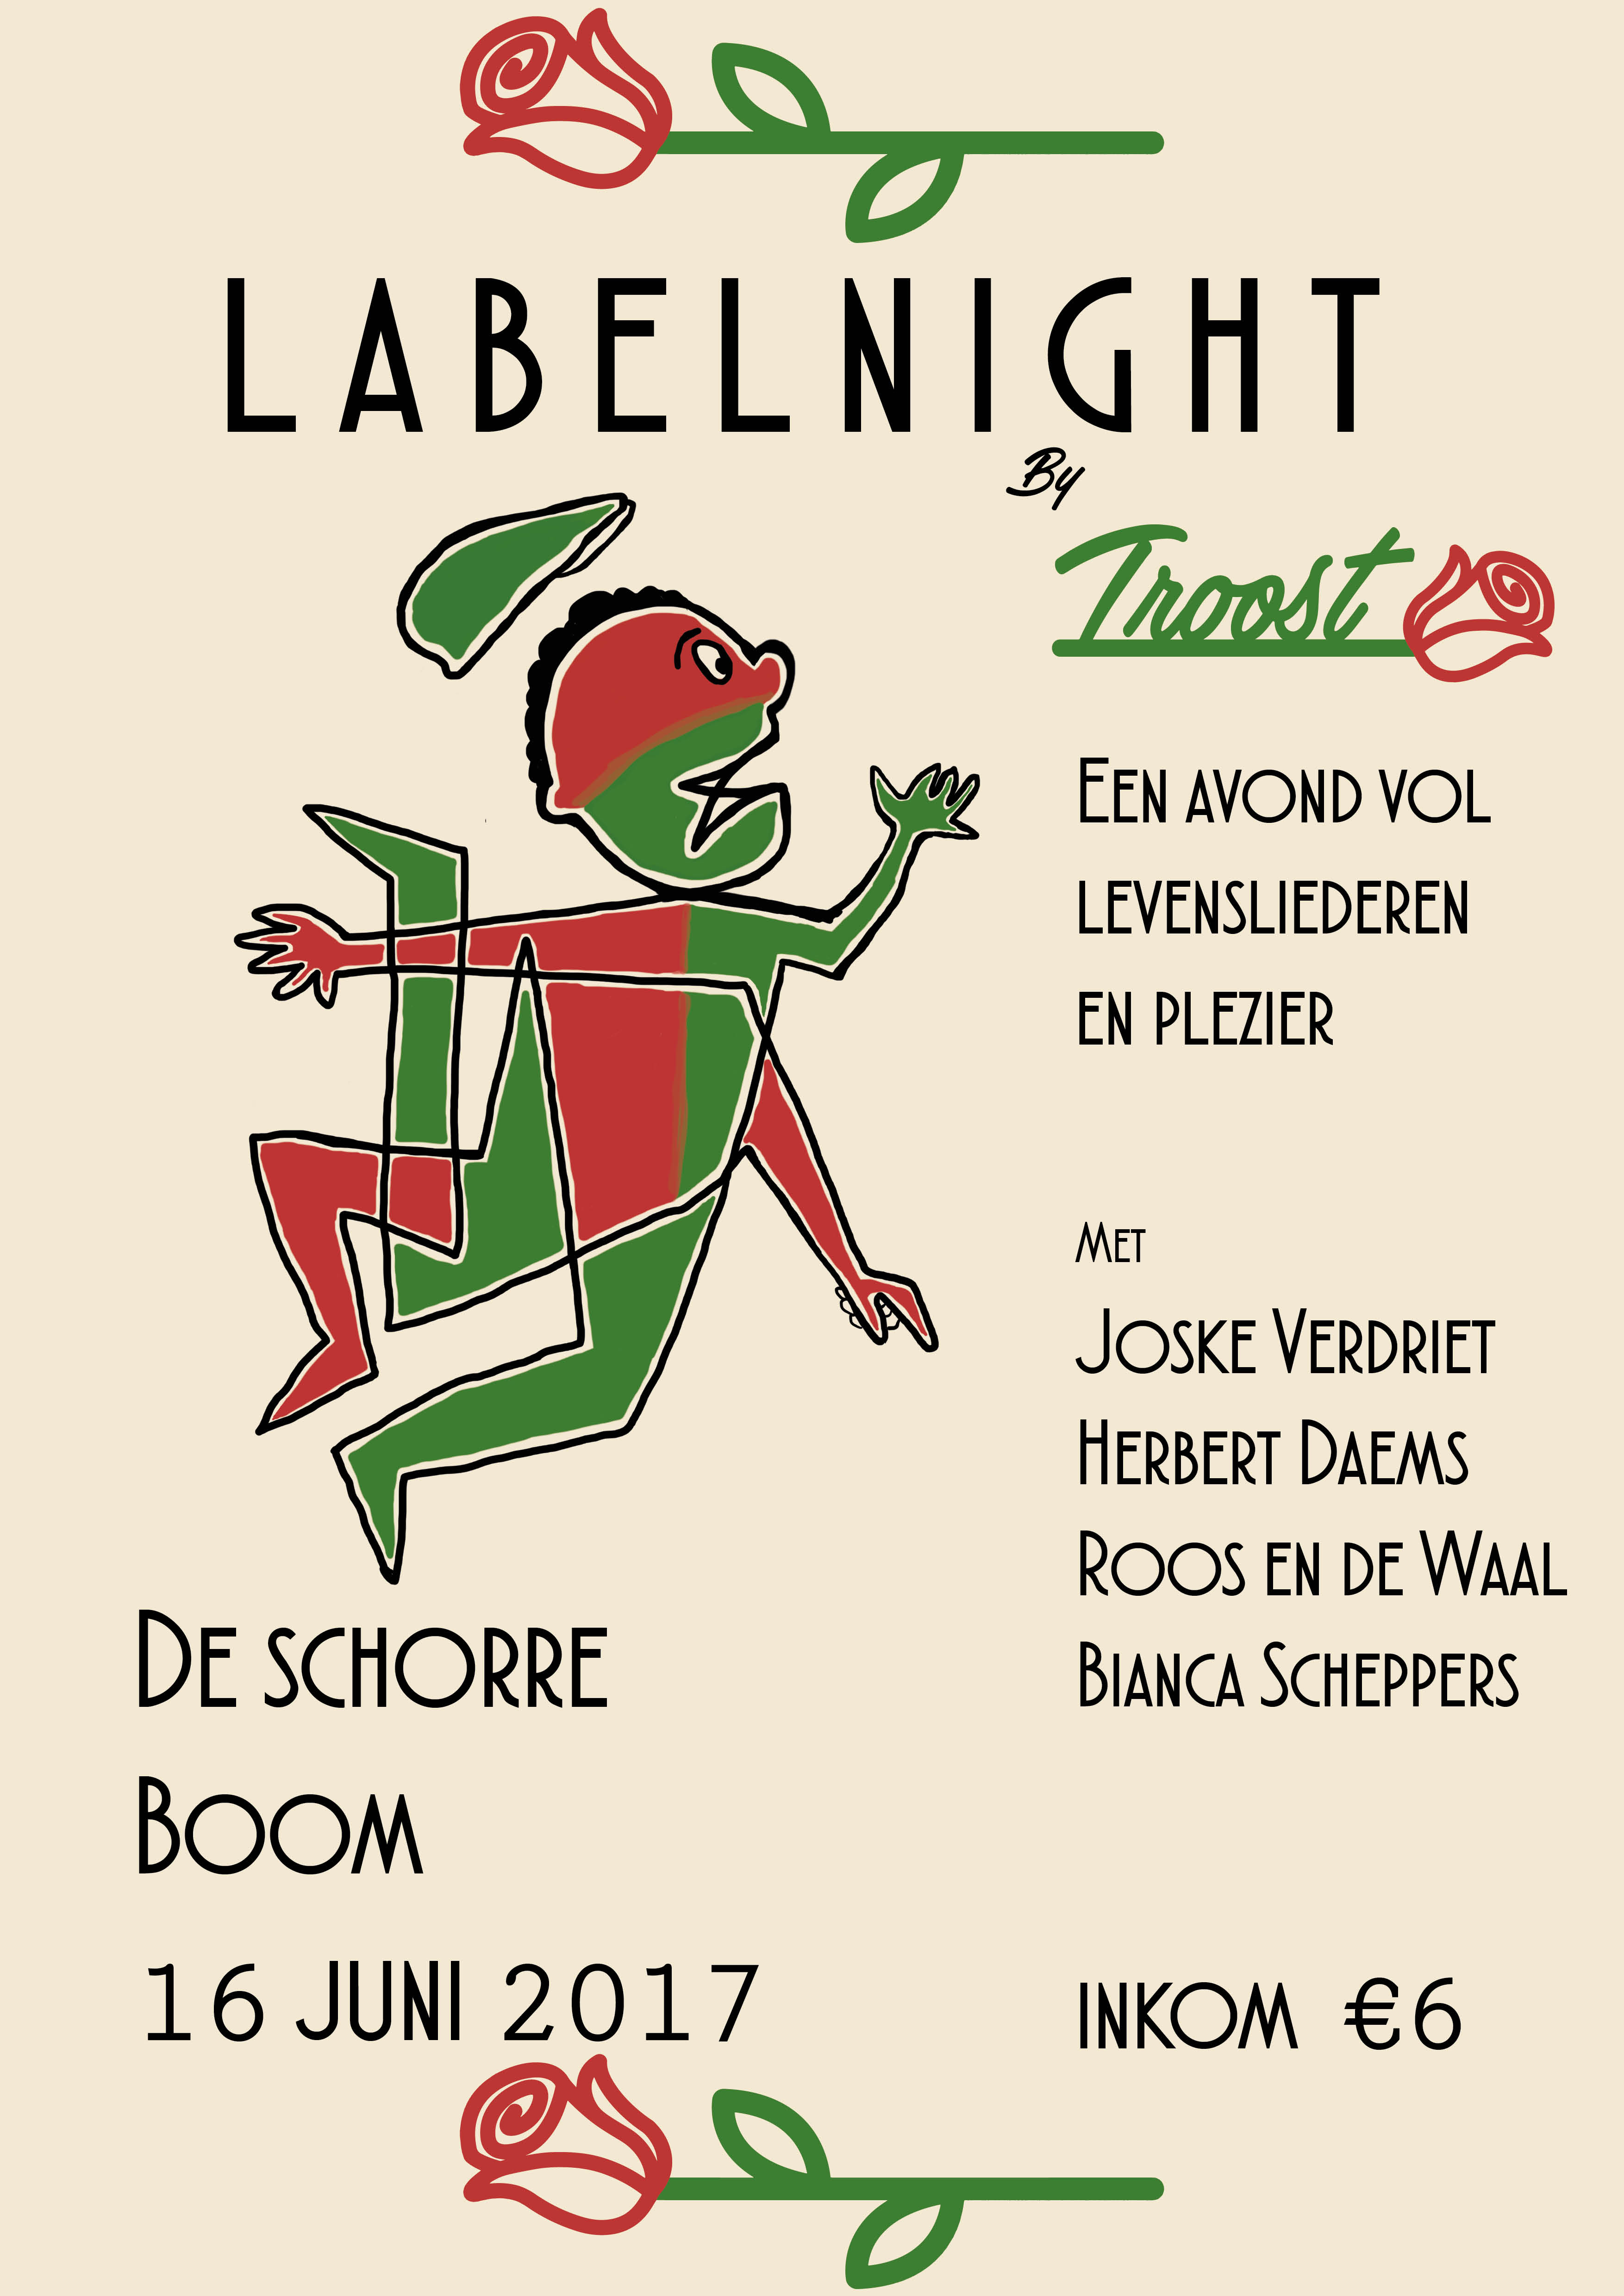 LABELNIGHT
By
Troost
EEN AVOND VOL
LEVENSLIEDEREN
EN PLEZIER
MET
JOSKE VERDRIET
HERBERT DAEMS
ROOS EN DE WAAL
BIANCA SCHEPPERS
DE SCHORRE
BOOM
16 JUNI 2017
INKOM €6